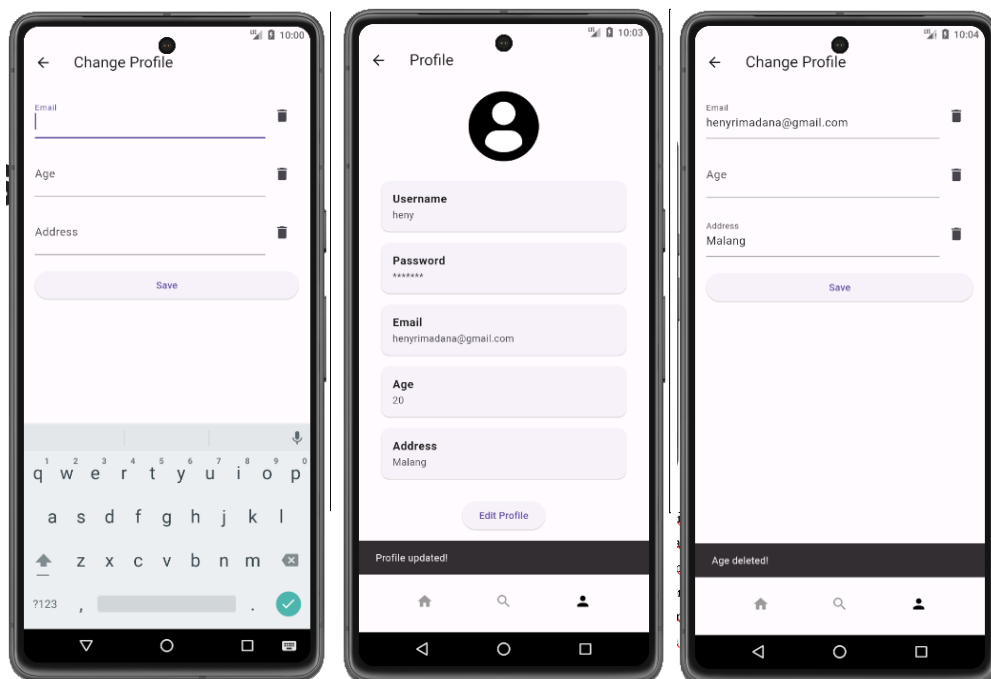 10:00
Change Profile
Email
Age
Address
Save
1 2 3 4 5 6 7 8 9 0
q w e r t y u i o p
a s d f g h j k l
z x c v b n m
?123 , .
10:03
Profile
Username
heny
Password
*******
Email
henyrimadana@gmail.com
Age
20
Address
Malang
Edit Profile
Profile updated!
10:04
Change Profile
Email
henyrimadana@gmail.com
Age
Address
Malang
Save
Age deleted!